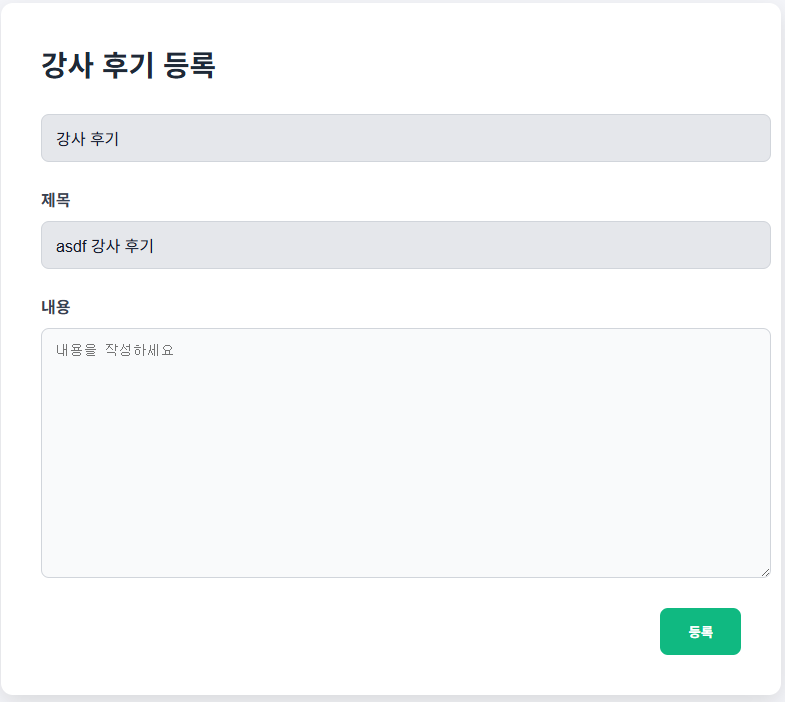 강사 후기 등록
강사 후기
제목
asdf 강사 후기
내용
내용을 작성하세요
등록